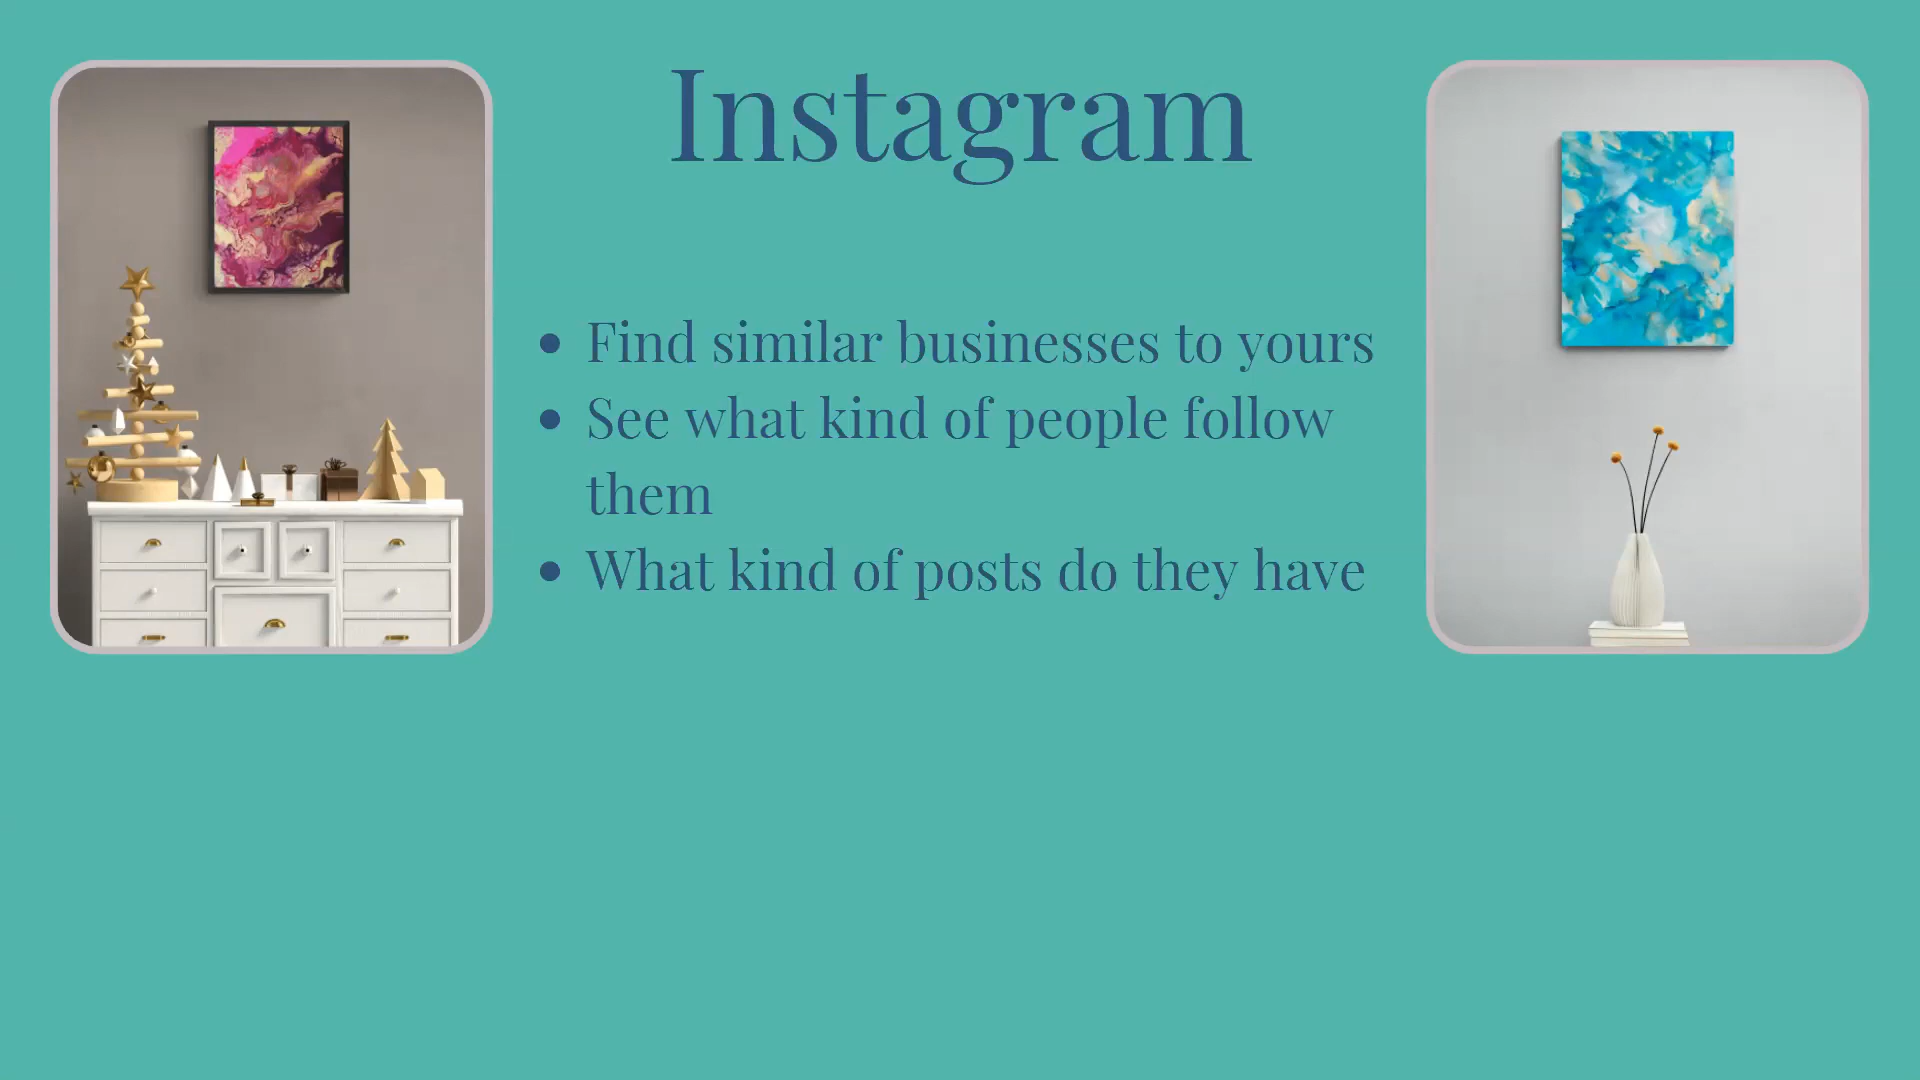 Instagram
• Find similar businesses to yours
• See what kind of people follow
them
• What kind of posts do they have